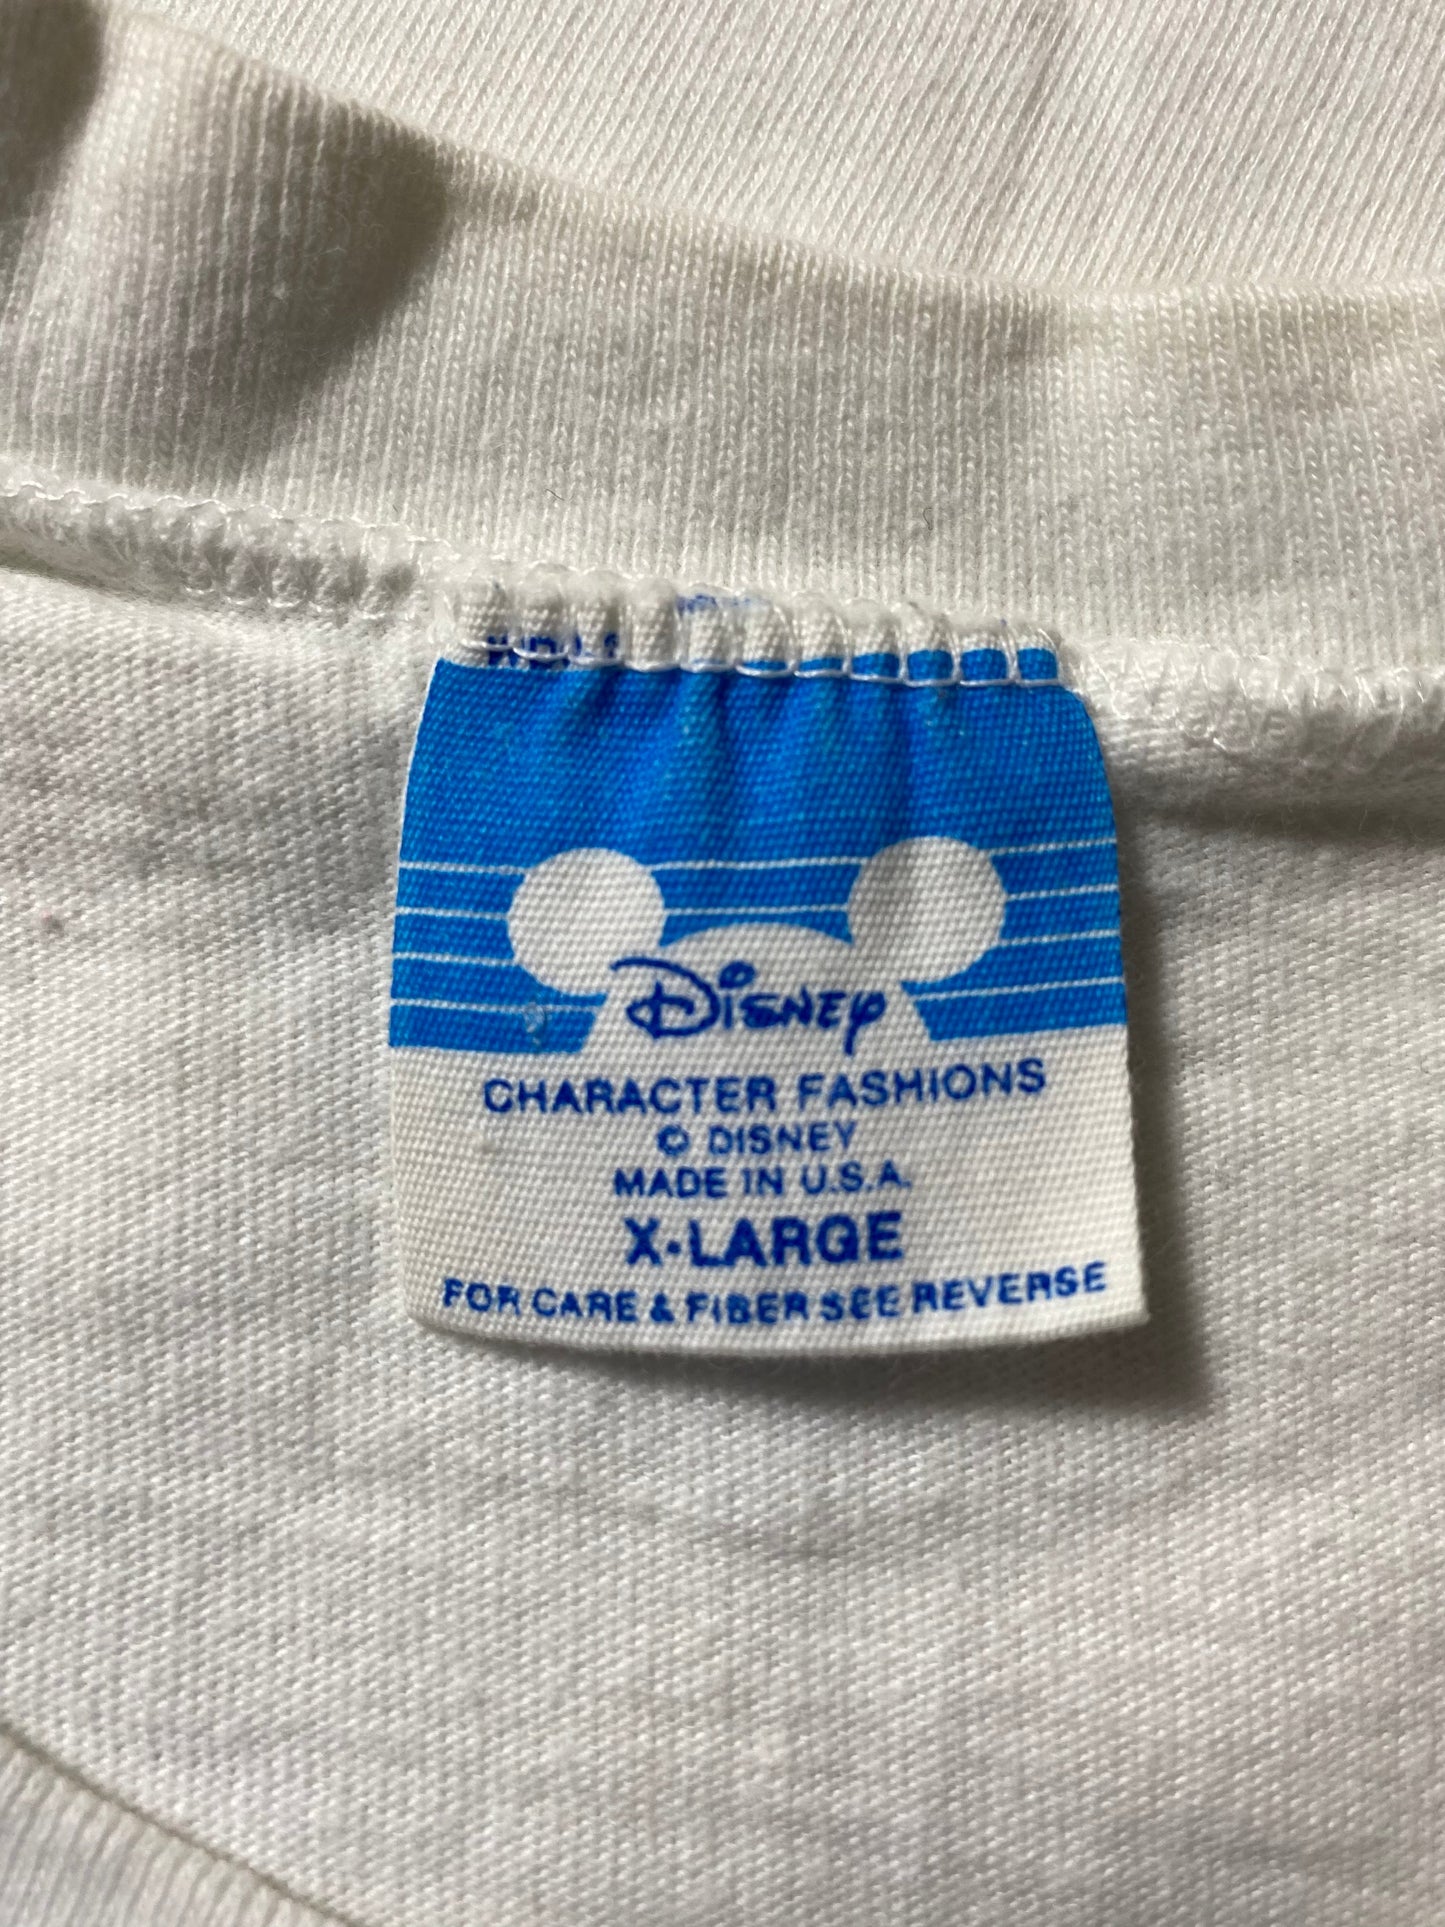 Disney
CHARACTER FASHIONS
© DISNEY
MADE IN U.S.A.
X-LARGE
FOR CARE & FIBER SEE REVERSE